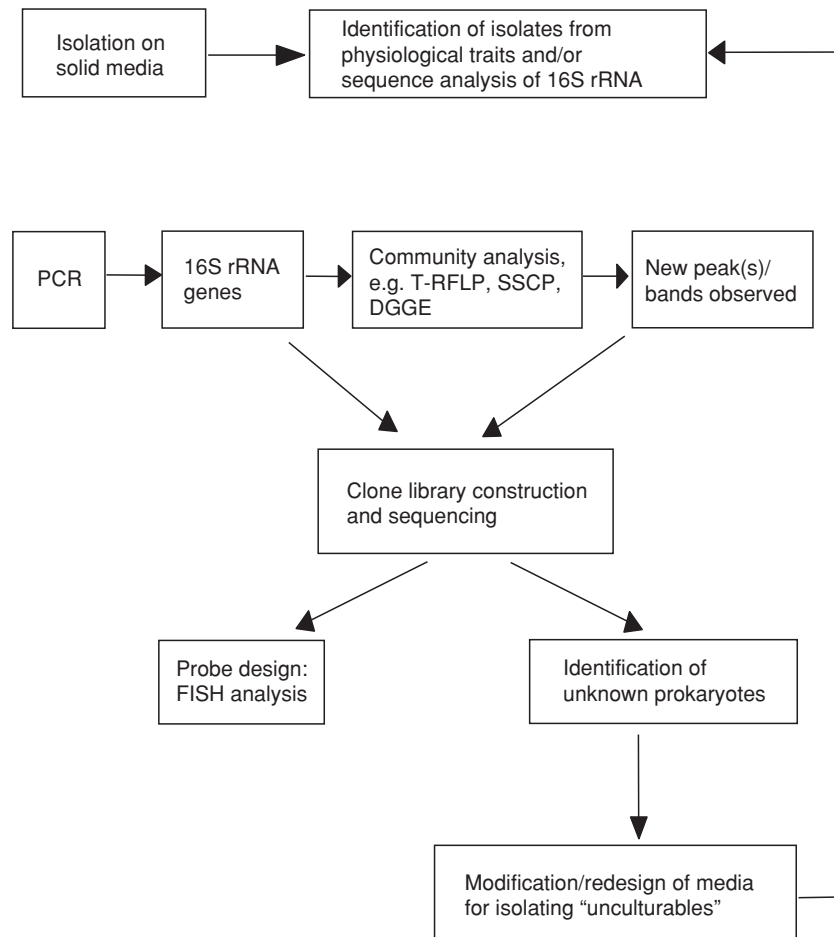 Isolation on
solid media
Identification of isolates from
physiological traits and/or
sequence analysis of 16S rRNA
PCR
16S rRNA
genes
Community analysis,
e.g. T-RFLP, SSCP,
DGGE
New peak(s)/
bands observed
Clone library construction
and sequencing
Probe design:
FISH analysis
Identification of
unknown prokaryotes
Modification/redesign of media
for isolating “unculturables”